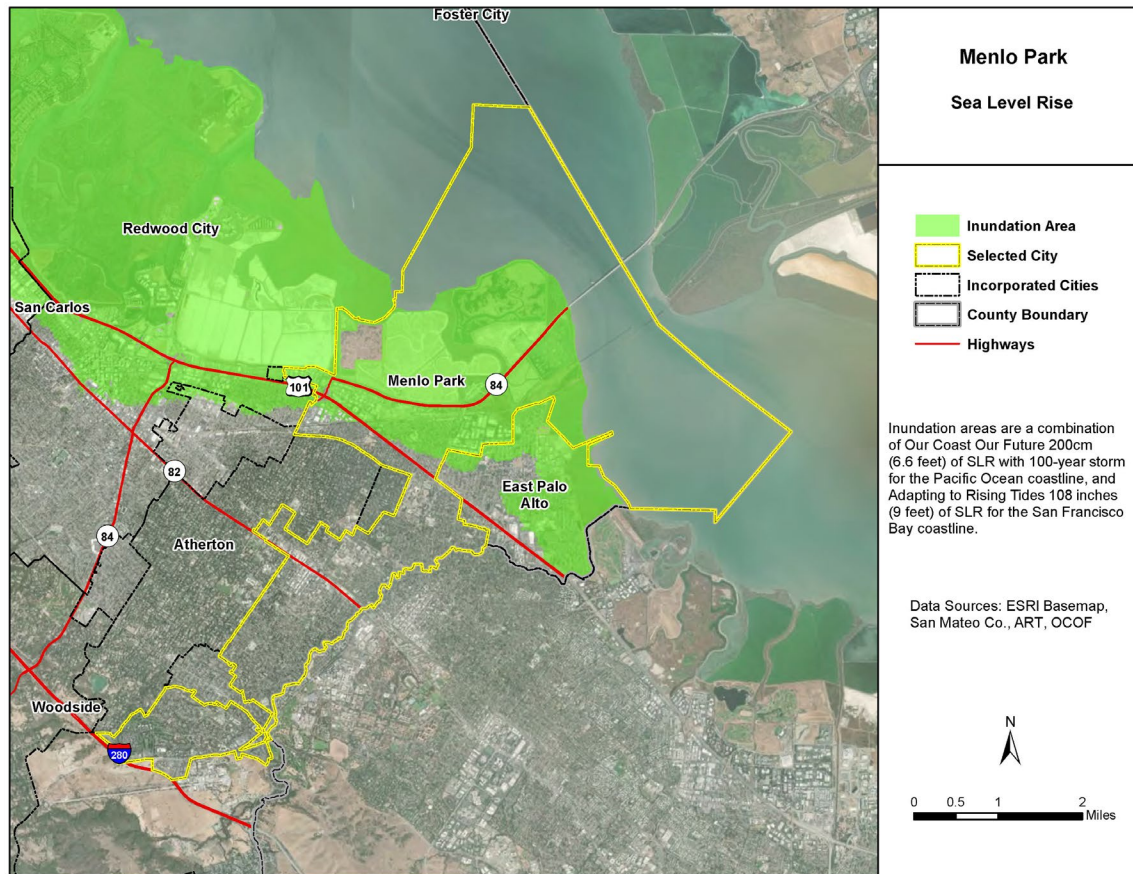 Foster City
Redwood City
San Carlos
101
Menlo Park
84
82
East Palo
Alto
84
Atherton
Woodside
280
Menlo Park
Sea Level Rise
Inundation Area
Selected City
Incorporated Cities
County Boundary
Highways
Inundation areas are a combination
of Our Coast Our Future 200cm
(6.6 feet) of SLR with 100-year storm
for the Pacific Ocean coastline, and
Adapting to Rising Tides 108 inches
(9 feet) of SLR for the San Francisco
Bay coastline.
Data Sources: ESRI Basemap,
San Mateo Co., ART, OCOF
N
0 0.5 1 2
Miles